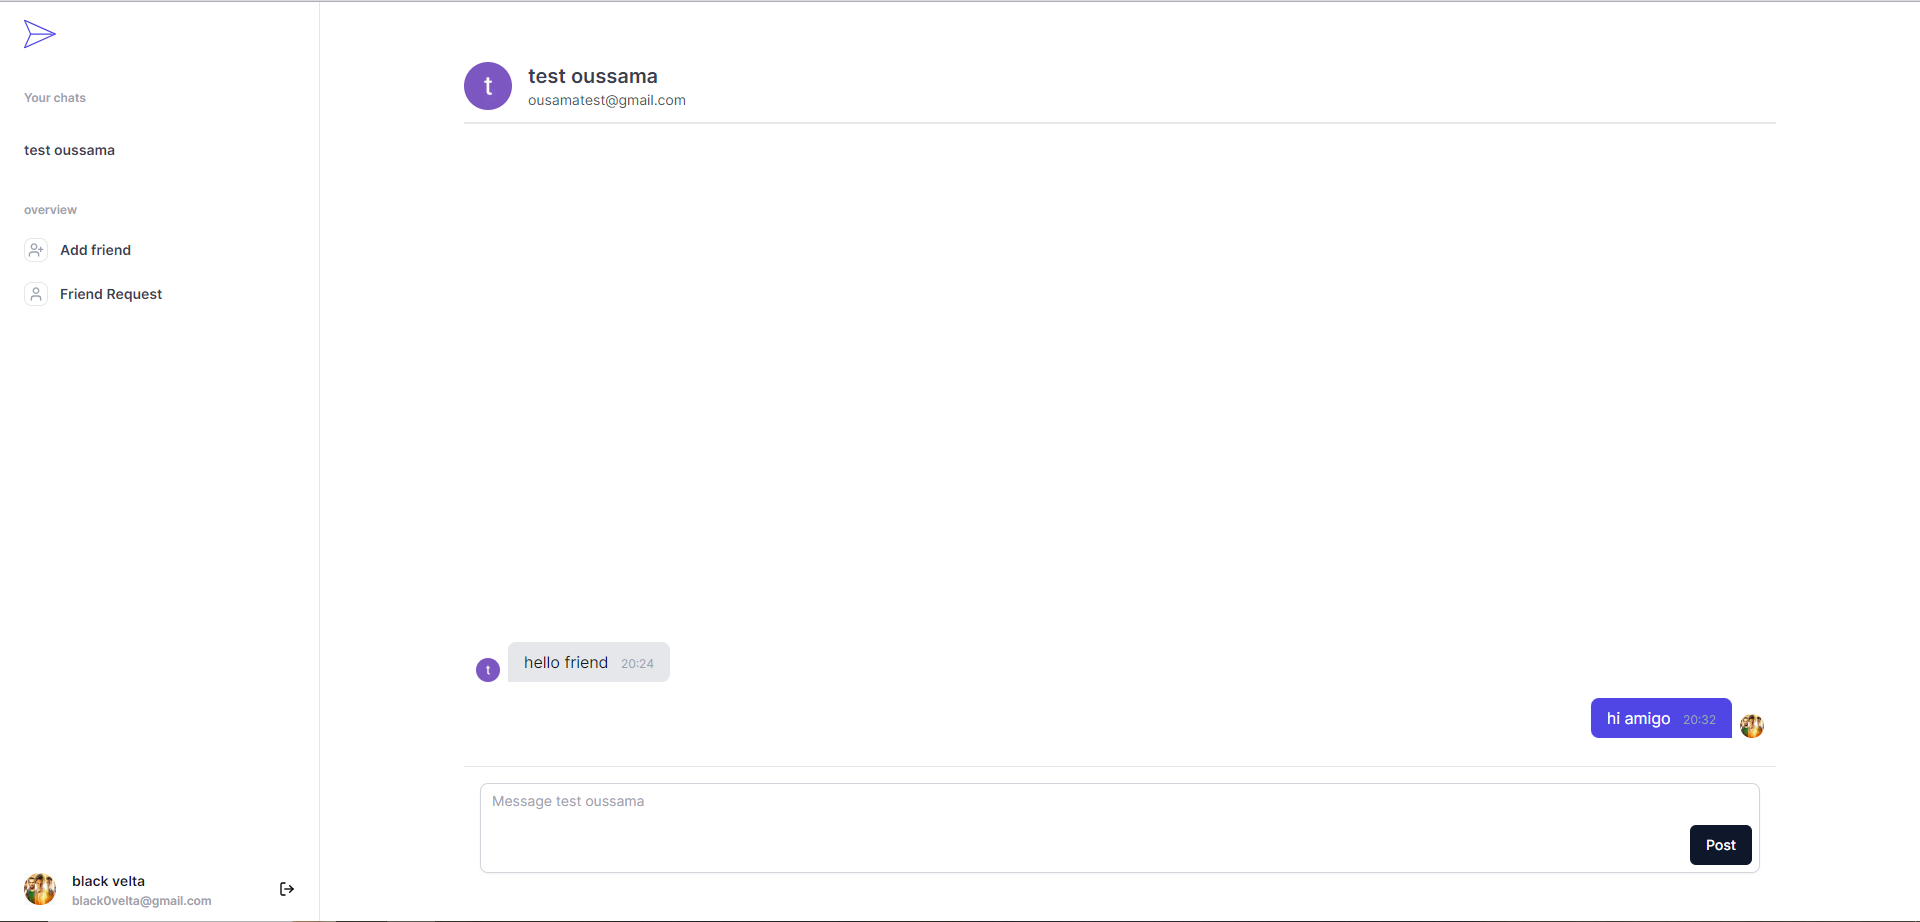 Your chats
test oussama
overview
Add friend
Friend Request
black velta
black0velta@gmail.com
t
test oussama
ousamatest@gmail.com
t
hello friend 20:24
hi amigo 20:32
Message test oussama
Post